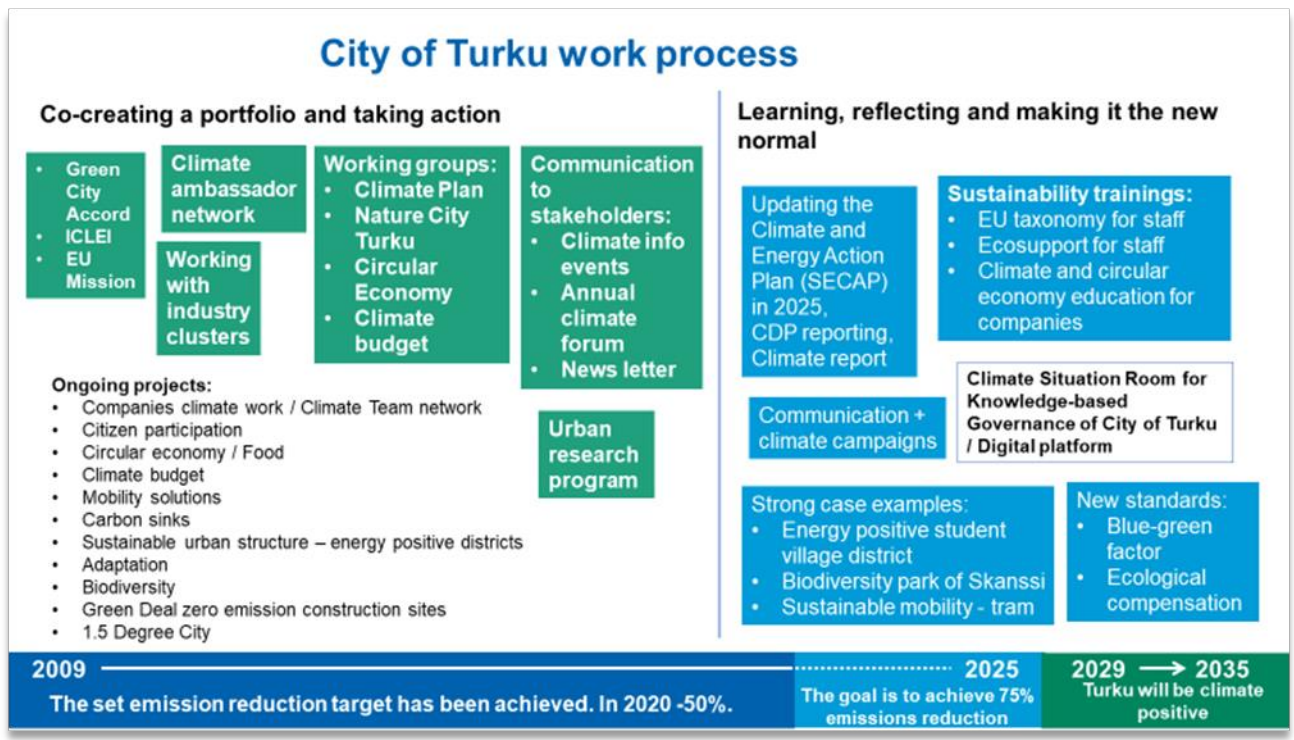 City of Turku work process
Co-creating a portfolio and taking action
• Green
City
Accord
• ICLEI
• EU
Mission
Climate
ambassador
network
Working
with
industry
clusters
Working groups:
• Climate Plan
• Nature City
Turku
• Circular
Economy
• Climate
budget
Communication
to
stakeholders:
• Climate info
events
• Annual
climate
forum
• News letter
Urban
research
program
Ongoing projects:
• Companies climate work / Climate Team network
• Citizen participation
• Circular economy / Food
• Climate budget
• Mobility solutions
• Carbon sinks
• Sustainable urban structure – energy positive districts
• Adaptation
• Biodiversity
• Green Deal zero emission construction sites
• 1.5 Degree City
Learning, reflecting and making it the new
normal
Updating the
Climate and
Energy Action
Plan (SECAP)
in 2025,
CDP reporting,
Climate report
Sustainability trainings:
• EU taxonomy for staff
• Ecosupport for staff
• Climate and circular
economy education for
companies
Communication +
climate campaigns
Climate Situation Room for
Knowledge-based
Governance of City of Turku
/ Digital platform
Strong case examples:
• Energy positive student
village district
• Biodiversity park of Skanssi
• Sustainable mobility - tram
New standards:
• Blue-green
factor
• Ecological
compensation
2009
The set emission reduction target has been achieved. In 2020 -50%.
2025
The goal is to achieve 75%
emissions reduction
2029 → 2035
Turku will be climate
positive